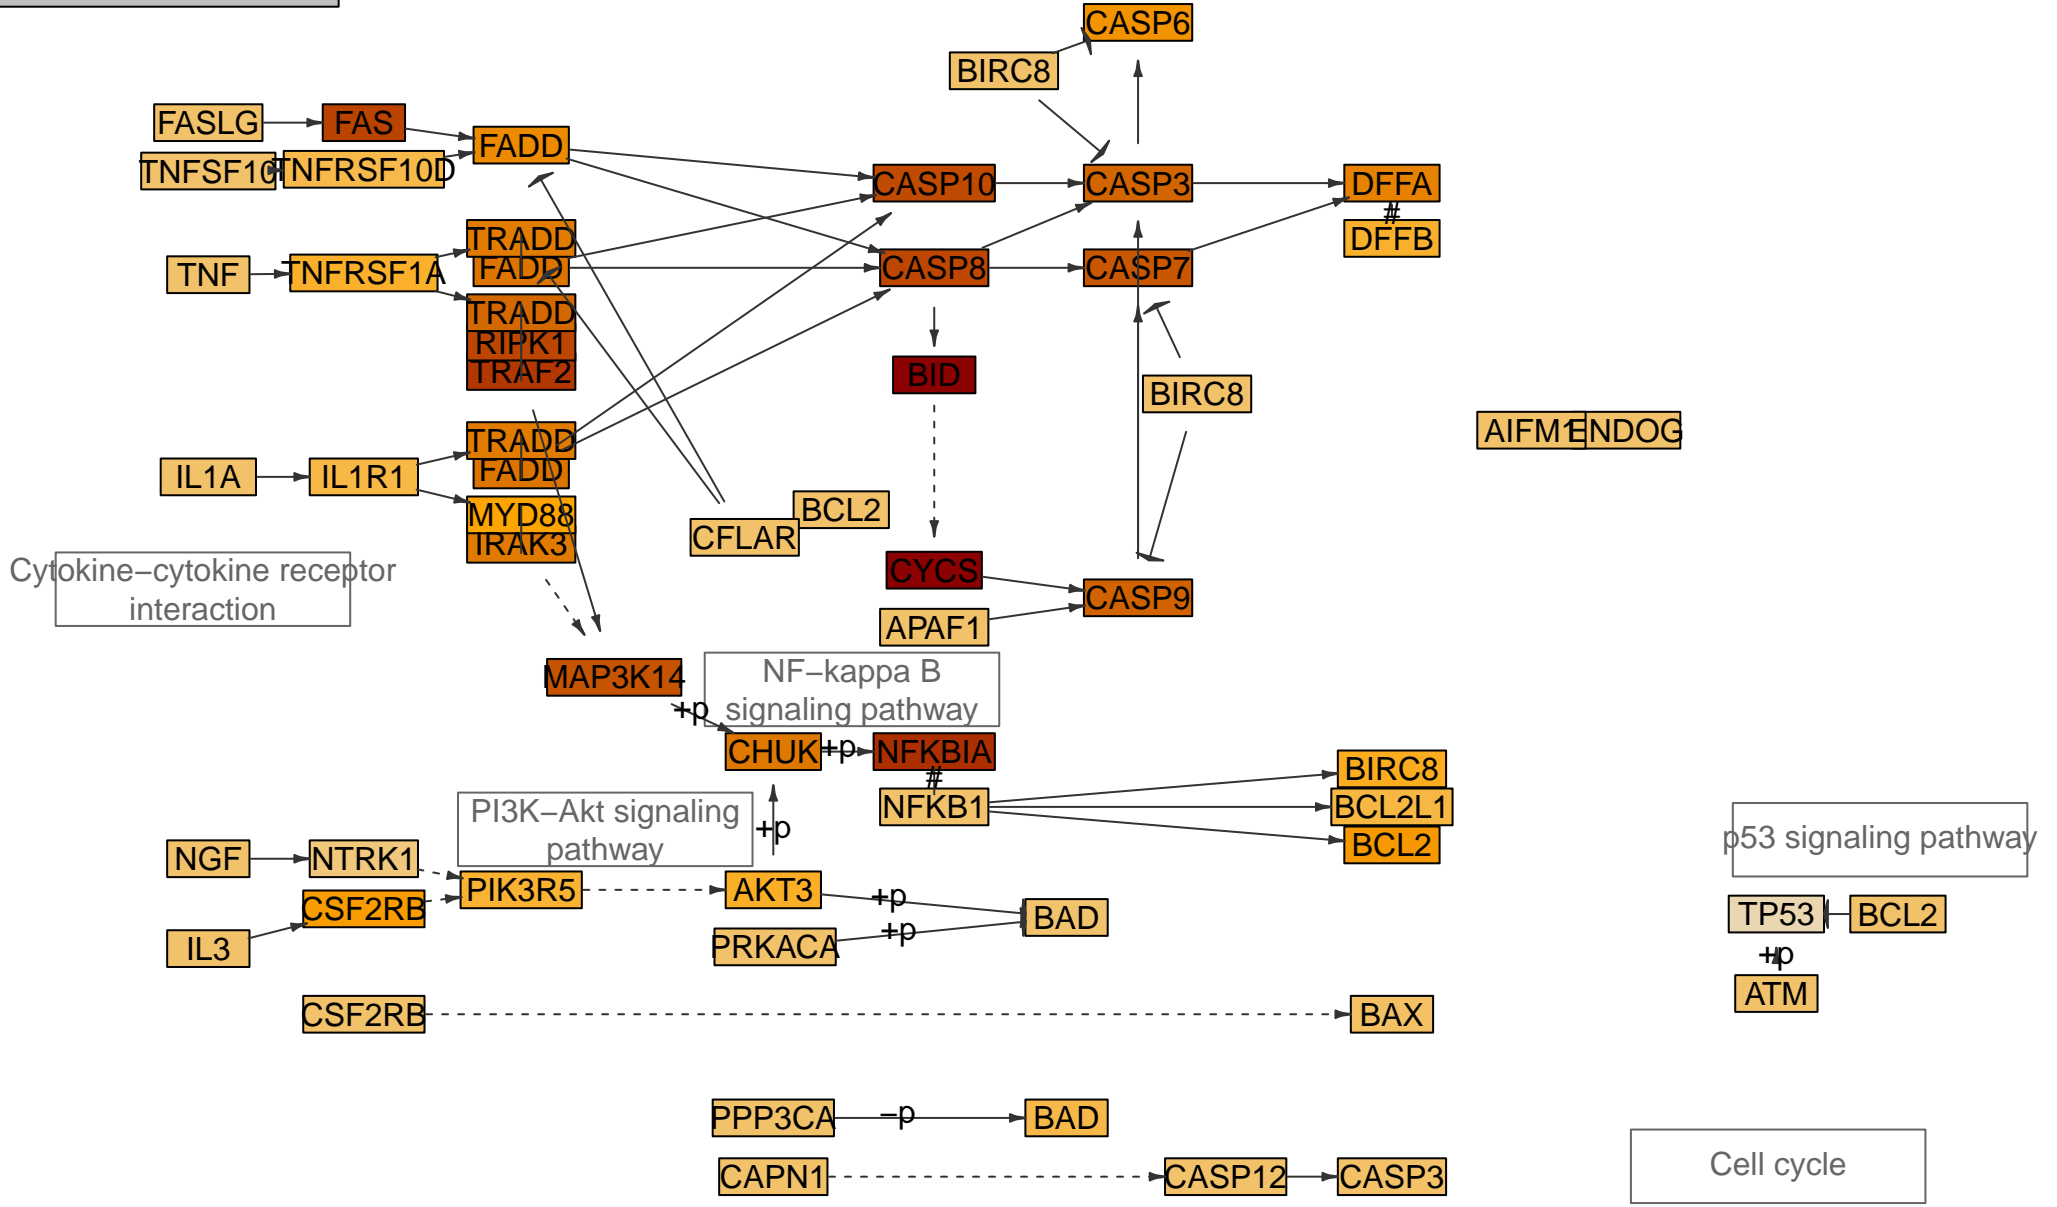 CASP6
BIRC8
FASLG
FAS
FADD
TNFSF10
TNFRSF10D
CASP10
CASP3
DFFA
#
DFFB
TRADD
FADD
TNF
TNFRSF1A
CASP8
CASP7
TRADD
RIPK1
TRAF2
BID
BIRC8
AIFM1
ENDOG
TRADD
FADD
IL1A
IL1R1
MYD88
IRAK3
BCL2
CFLAR
Cytokine–cytokine receptor
interaction
CYCS
CASP9
APAF1
MAP3K14
NF–kappa B
signaling pathway
+p
CHUK
+p
NFKBIA
#
NFKB1
BIRC8
BCL2L1
BCL2
PI3K–Akt signaling
pathway
+p
p53 signaling pathway
NGF
NTRK1
PIK3R5
AKT3
+p
CSF2RB
BAD
+p
PRKACA
IL3
TP53
BCL2
+p
ATM
CSF2RB
BAX
PPP3CA
–p
BAD
CAPN1
CASP12
CASP3
Cell cycle